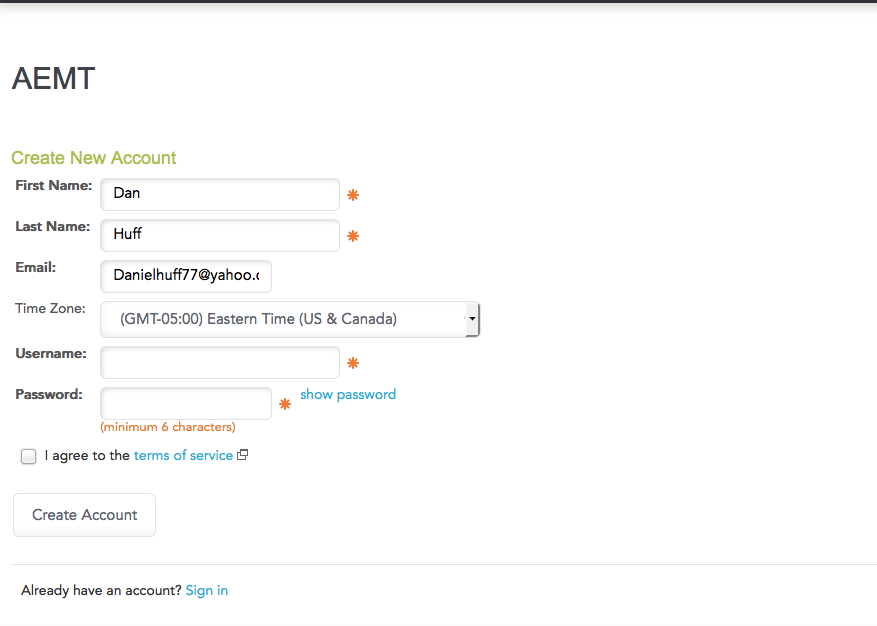 AEMT
Create New Account
First Name: Dan *
Last Name: Huff *
Email: Danielhuff77@yahoo.c
Time Zone: (GMT-05:00) Eastern Time (US & Canada)
Username: *
Password: * show password
(minimum 6 characters)
I agree to the terms of service
Create Account
Already have an account? Sign in